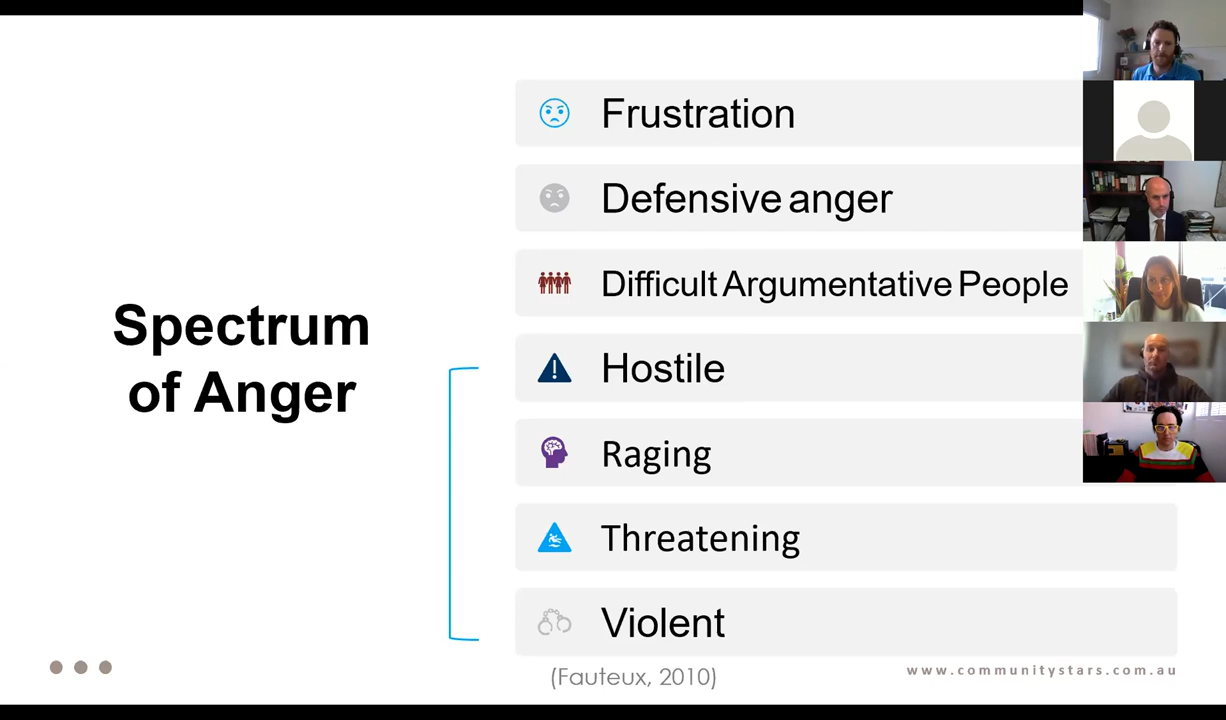 Spectrum
of Anger
Frustration
Defensive anger
Difficult Argumentative People
Hostile
Raging
Threatening
Violent
(Fauteux, 2010)
www.communitystars.com.au